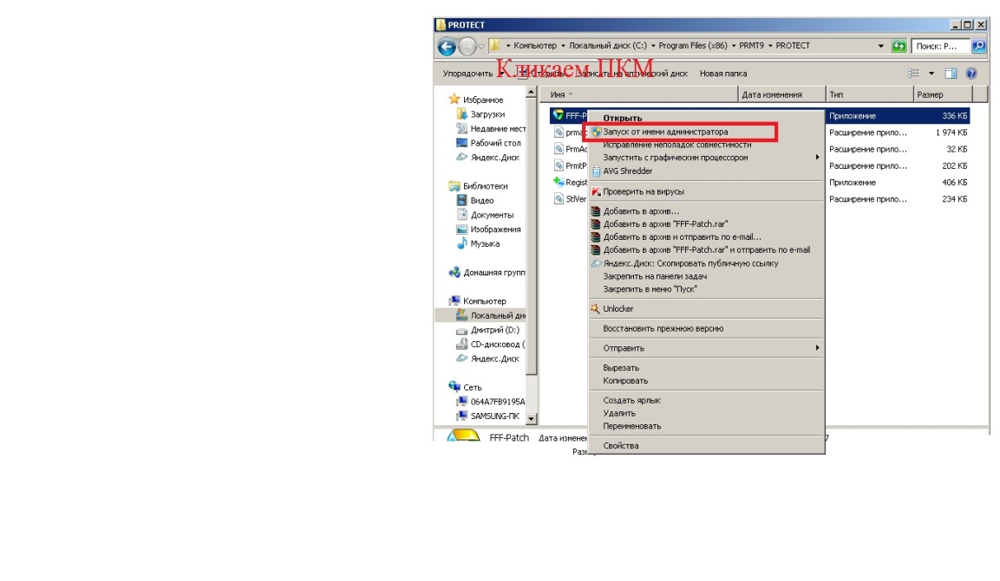 PROTECT
Компьютер Локальный диск (C:) Program Files (x86) PRMT9 PROTECT
Поиск: P...
Кликаем ПКМ
Упорядочить Открыть Записать на оптический диск Новая папка
Имя Дата изменения Тип Размер
Избранное
Загрузки
Недавние мест
Рабочий стол
Яндекс.Диск
Библиотеки
Видео
Документы
Изображения
Музыка
Домашняя групп
Компьютер
Локальный ди
Дмитрий (D:)
CD-дисковод (
Яндекс.Диск
Сеть
064A7FB9195A
SAMSUNG-ПК
FFF-P Приложение 336 КБ
prmac Расширение прило... 1 974 КБ
PrmAc Расширение прило... 32 КБ
PrmtP Расширение прило... 202 КБ
Regist Приложение 406 КБ
StlVer Расширение прило... 234 КБ
Открыть
Запуск от имени администратора
Исправление неполадок совместимости
Запустить с графическим процессором
AVG Shredder
Проверить на вирусы
Добавить в архив...
Добавить в архив "FFF-Patch.rar"
Добавить в архив и отправить по e-mail...
Добавить в архив "FFF-Patch.rar" и отправить по e-mail
Яндекс.Диск: Скопировать публичную ссылку
Закрепить на панели задач
Закрепить в меню "Пуск"
Unlocker
Восстановить прежнюю версию
Отправить
Вырезать
Копировать
Создать ярлык
Удалить
Переименовать
Свойства
FFF-Patch Дата изменен 7
Раз